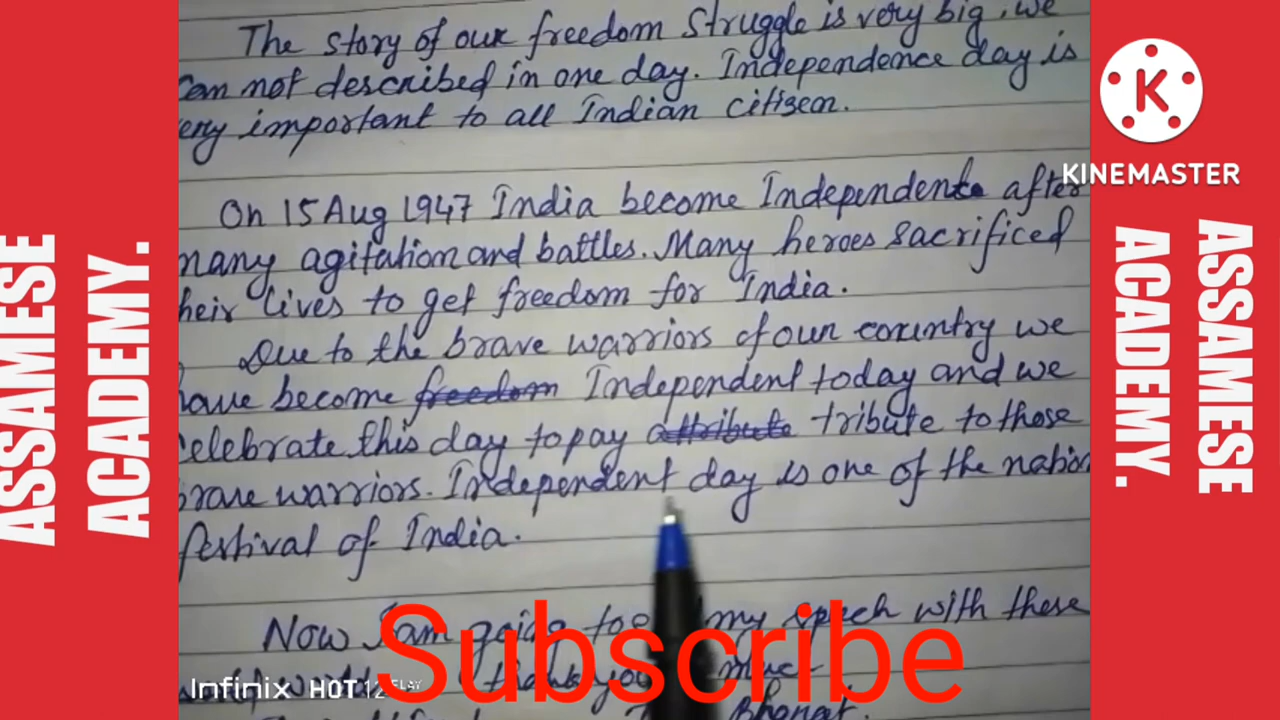 The story of our freedom struggle is very big, we
can not described in one day. Independence day is
very important to all Indian citizen.
On 15 Aug 1947 India become Independent after
many agitation and battles. Many heroes sacrificed
their lives to get freedom for India.
Due to the brave warriors of our country we
have become freedom Independent today and we
celebrate this day to pay attribute tribute to those
brave warriors. Independent day is one of the nation
festival of India.
Now I am going to my speech with these
thank you much
Bharat.
Subscribe
Infinix HOT 12 PLAY
ASSAMESE
ACADEMY.
K
KINEMASTER
ASSAMESE
ACADEMY.